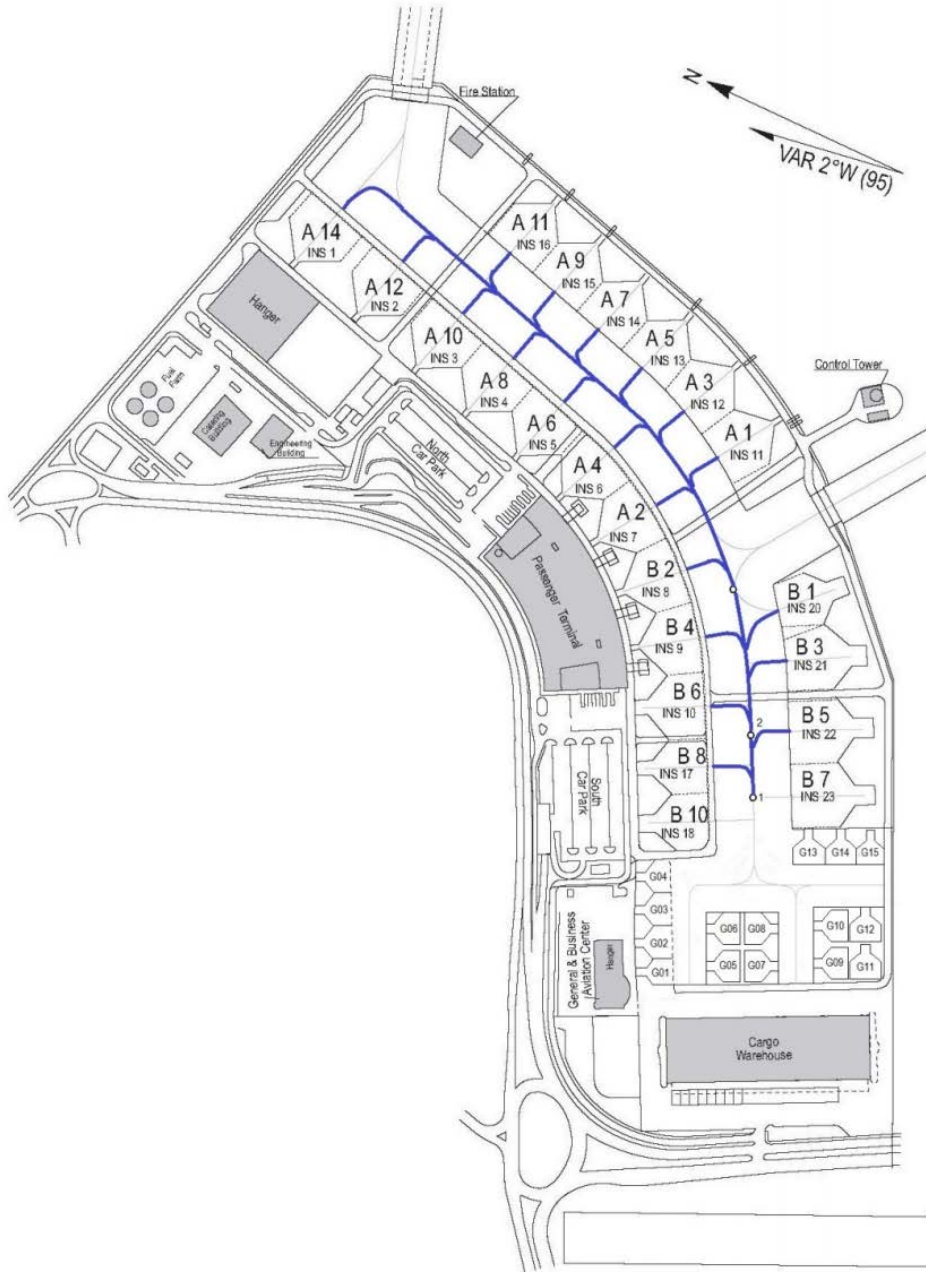 Fire Station
N
VAR 2°W (95)
A 14
INS 1
A 11
INS 16
A 12
INS 2
A 9
INS 15
A 10
INS 3
A 7
INS 14
A 8
INS 4
A 5
INS 13
A 6
INS 5
A 3
INS 12
A 4
INS 6
A 1
INS 11
A 2
INS 7
Control Tower
Hanger
Fuel
Farm
Catering
Building
Engineering
Building
North
Car Park
Passenger Terminal
B 2
INS 8
B 1
INS 20
B 4
INS 9
B 3
INS 21
B 6
INS 10
B 5
INS 22
B 8
INS 17
B 7
INS 23
B 10
INS 18
2
1
South
Car Park
G13
G14
G15
G04
G03
G02
G01
G06
G08
G05
G07
G10
G12
G09
G11
General & Business
Aviation Center
Hanger
Cargo
Warehouse